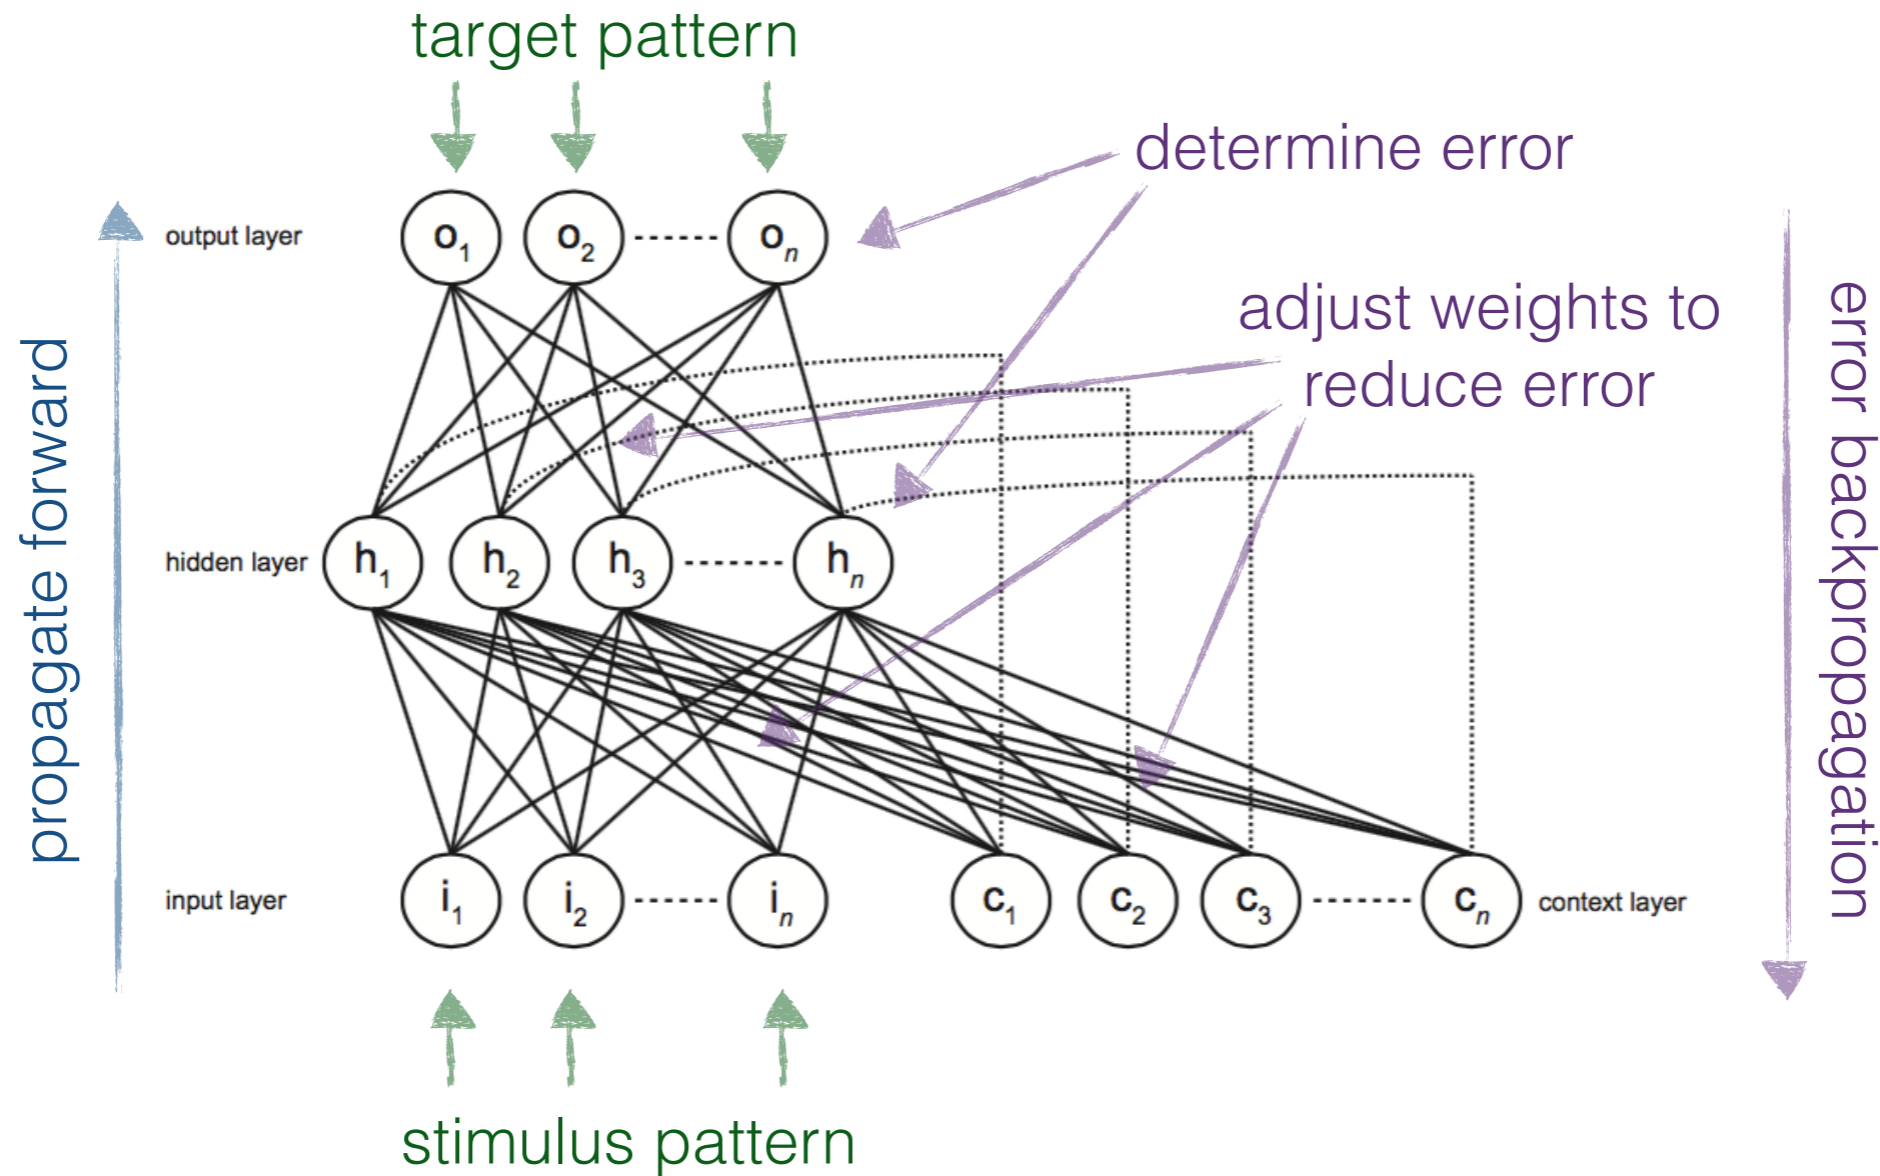 target pattern
determine error
output layer
o1 o2 on
adjust weights to
reduce error
propagate forward
error backpropagation
hidden layer
h1 h2 h3 hn
input layer
i1 i2 in
c1 c2 c3 cn
context layer
stimulus pattern